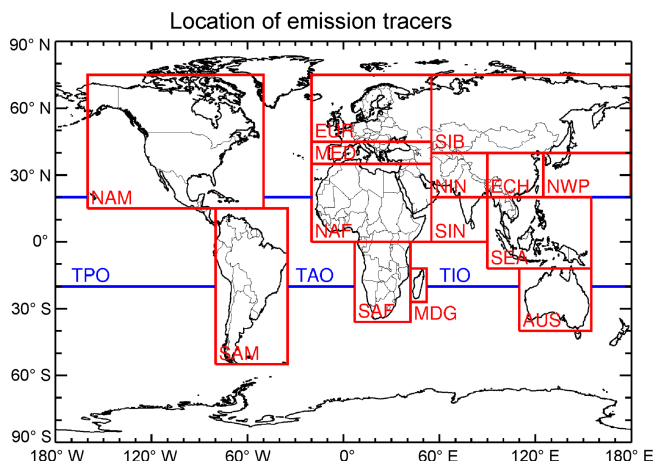 Location of emission tracers
90° N
60° N
30° N
0°
30° S
60° S
90° S
EUR
SIB
MED
NAM
NIN
ECH
NWP
NAF
SIN
SEA
TPO
TAO
TIO
SAF
MDG
AUS
SAM
180° W
120° W
60° W
0°
60° E
120° E
180° E